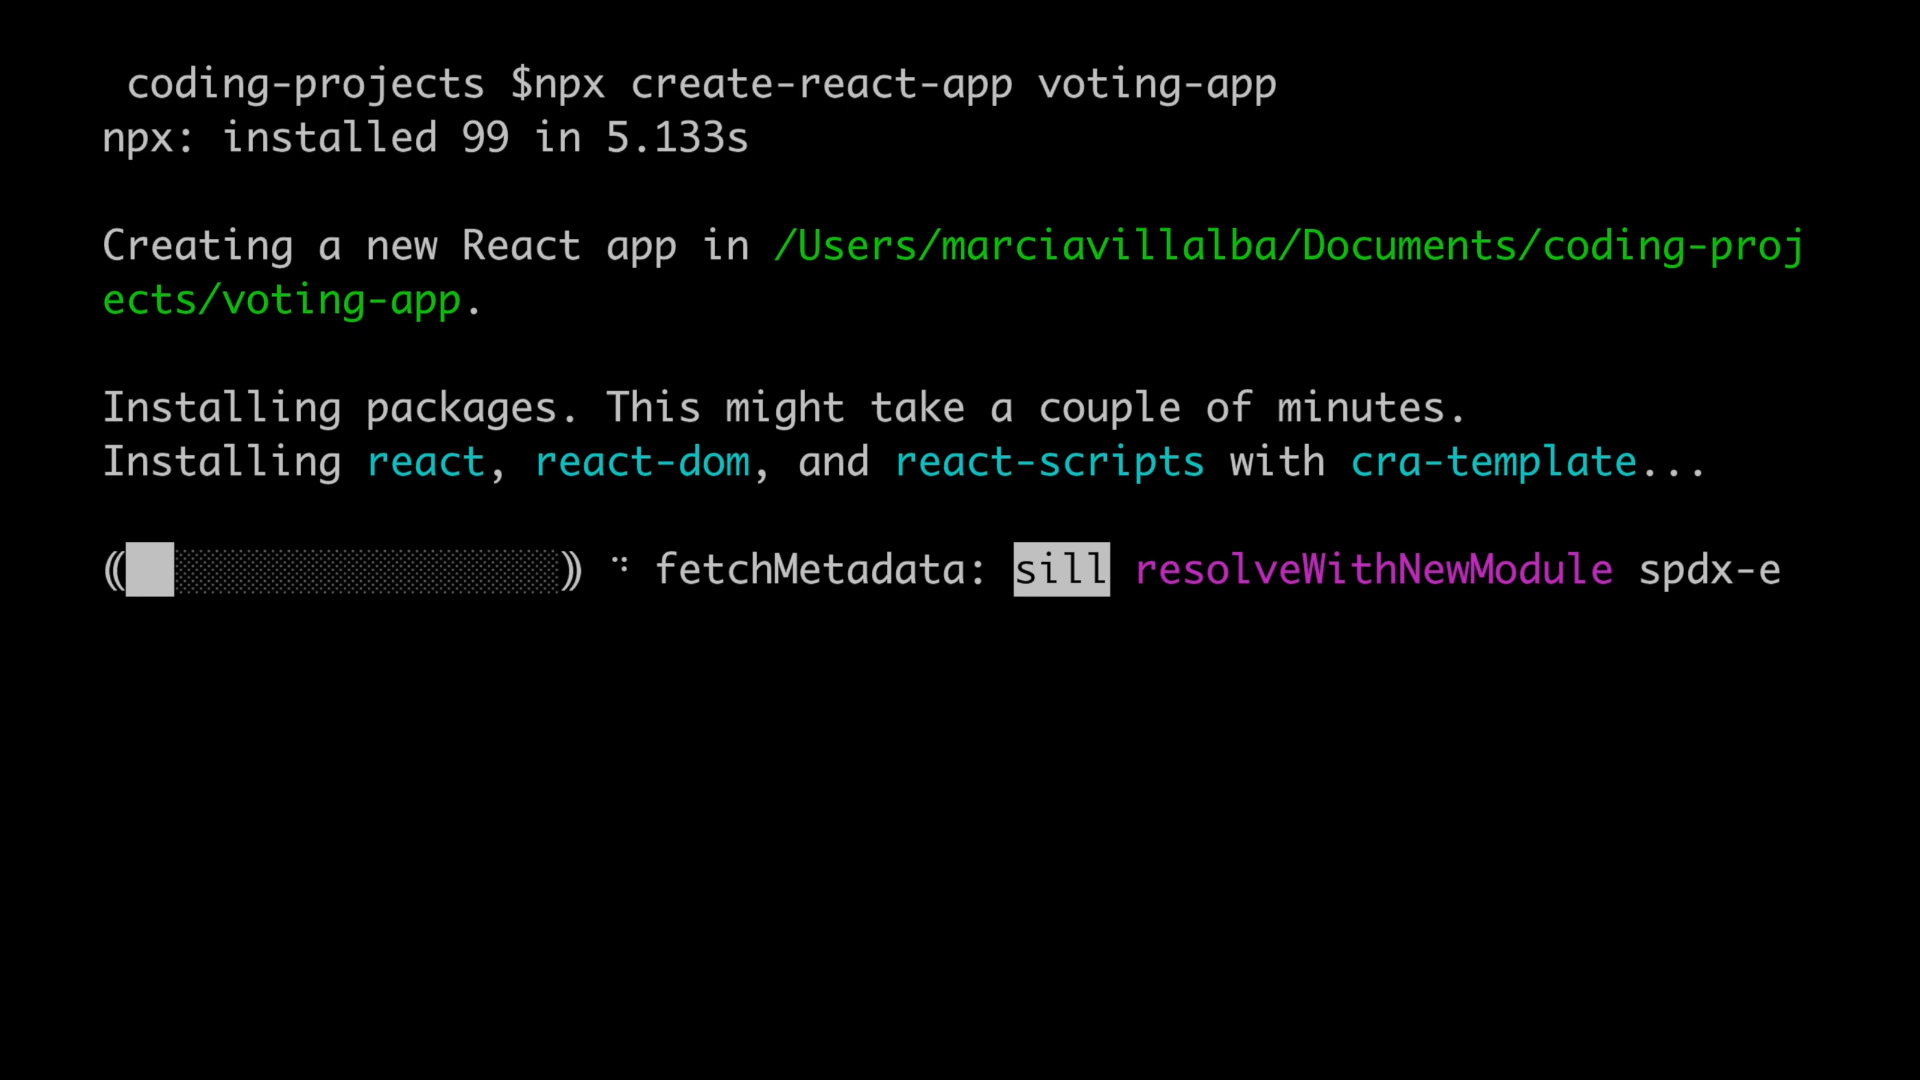 coding-projects $npx create-react-app voting-app
npx: installed 99 in 5.133s
Creating a new React app in /Users/marciavillalba/Documents/coding-proj
ects/voting-app.
Installing packages. This might take a couple of minutes.
Installing react, react-dom, and react-scripts with cra-template...
(██░░░░░░░░░░░░░░░░) ⠙ fetchMetadata: sill resolveWithNewModule spdx-e